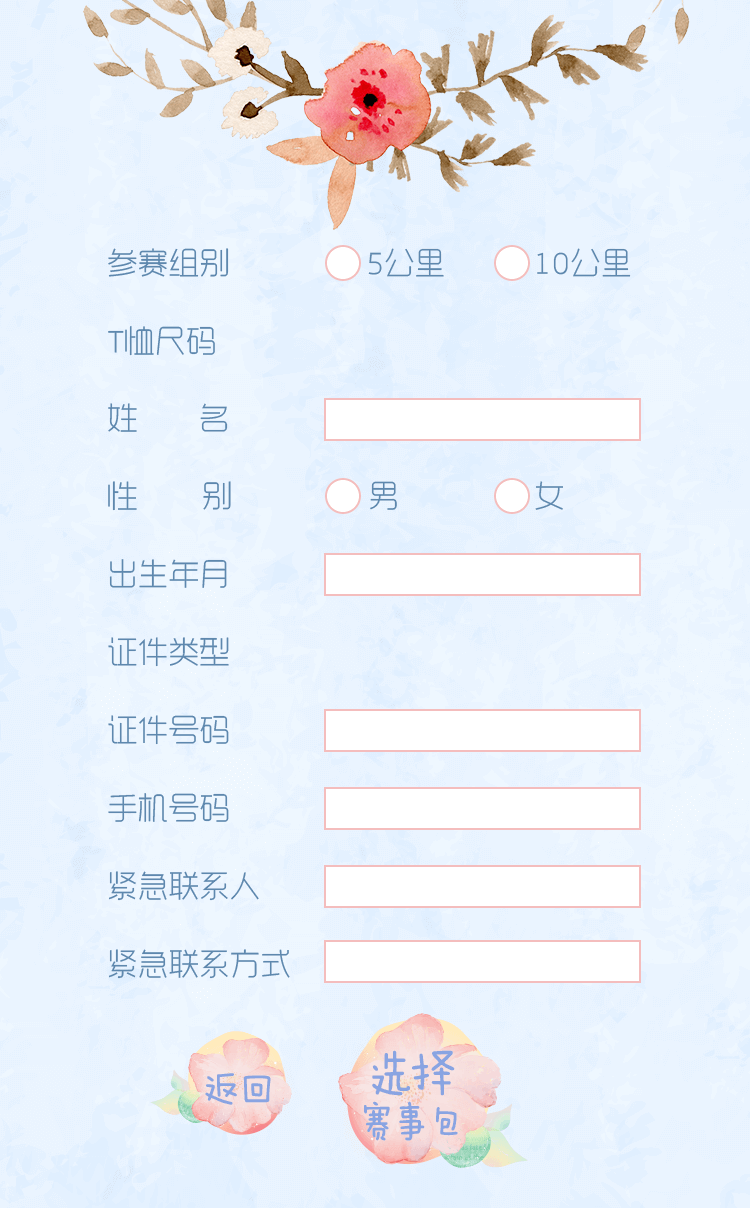 参赛组别 5公里 10公里
T恤尺码
姓名
性别 男 女
出生年月
证件类型
证件号码
手机号码
紧急联系人
紧急联系方式
返回
选择
赛事包